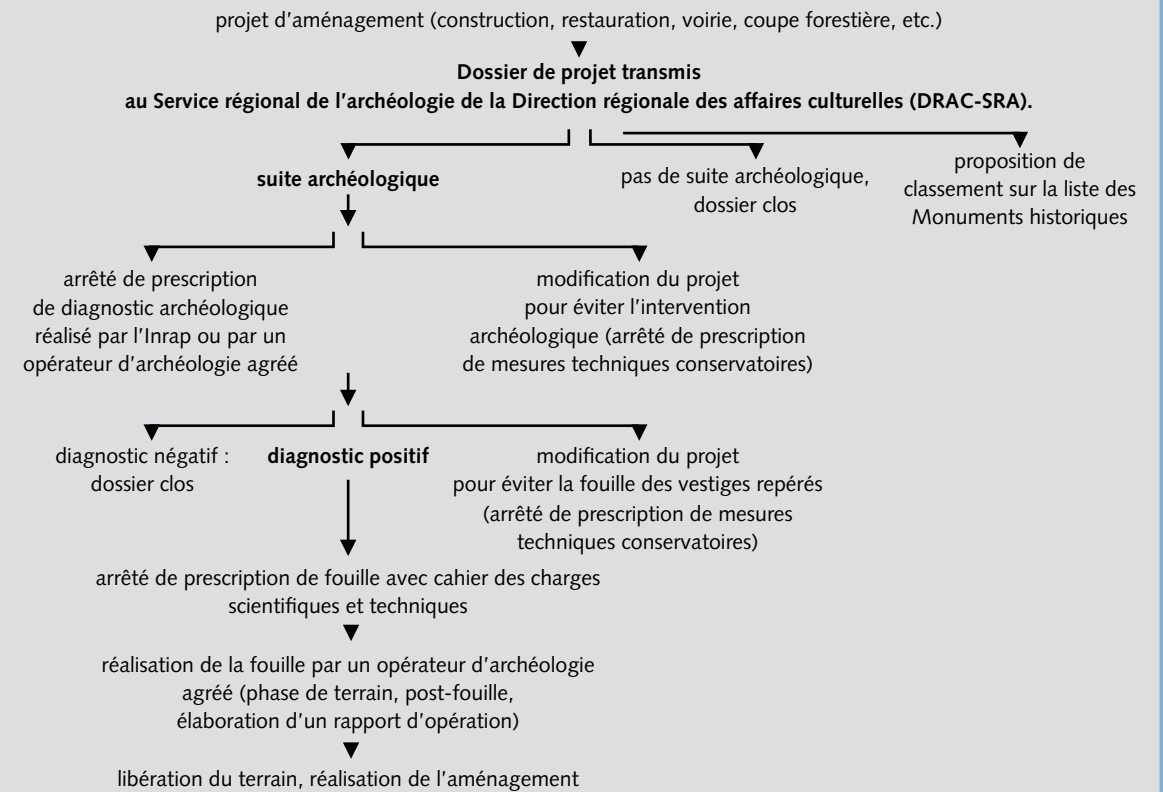 projet d'aménagement (construction, restauration, voirie, coupe forestière, etc.)
Dossier de projet transmis
au Service régional de l'archéologie de la Direction régionale des affaires culturelles (DRAC-SRA).
suite archéologique
pas de suite archéologique,
dossier clos
proposition de
classement sur la liste des
Monuments historiques
arrêté de prescription
de diagnostic archéologique
réalisé par l'Inrap ou par un
opérateur d'archéologie agréé
modification du projet
pour éviter l'intervention
archéologique (arrêté de prescription
de mesures techniques conservatoires)
diagnostic négatif :
dossier clos
diagnostic positif
modification du projet
pour éviter la fouille des vestiges repérés
(arrêté de prescription de mesures
techniques conservatoires)
arrêté de prescription de fouille avec cahier des charges
scientifiques et techniques
réalisation de la fouille par un opérateur d'archéologie
agréé (phase de terrain, post-fouille,
élaboration d'un rapport d'opération)
libération du terrain, réalisation de l'aménagement